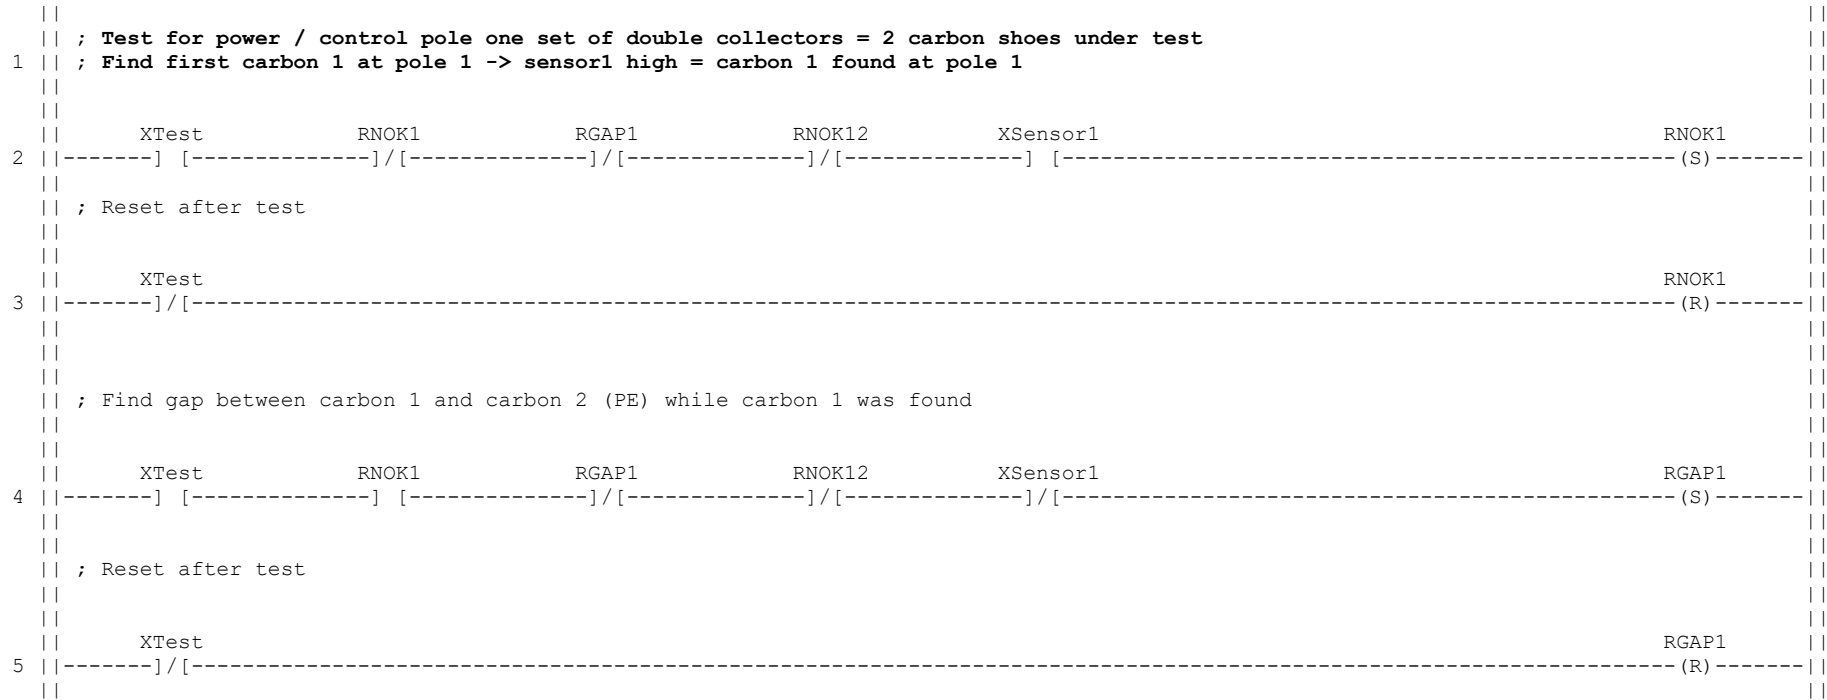 ; Test for power / control pole one set of double collectors = 2 carbon shoes under test
1 || ; Find first carbon 1 at pole 1 -> sensor1 high = carbon 1 found at pole 1 ||
XTest RNOK1 RGAP1 RNOK12 XSensor1 RNOK1
2 ||-------] [--------------]/[--------------]/[--------------]/[--------------] [------------------------------------------------(S)-------||
; Reset after test
XTest RNOK1
3 ||-------]/[--------------------------------------------------------------------------------------------------------------------(R)-------||
; Find gap between carbon 1 and carbon 2 (PE) while carbon 1 was found
XTest RNOK1 RGAP1 RNOK12 XSensor1 RGAP1
4 ||-------] [--------------] [--------------]/[--------------]/[--------------]/[------------------------------------------------(S)-------||
; Reset after test
XTest RGAP1
5 ||-------]/[--------------------------------------------------------------------------------------------------------------------(R)-------||